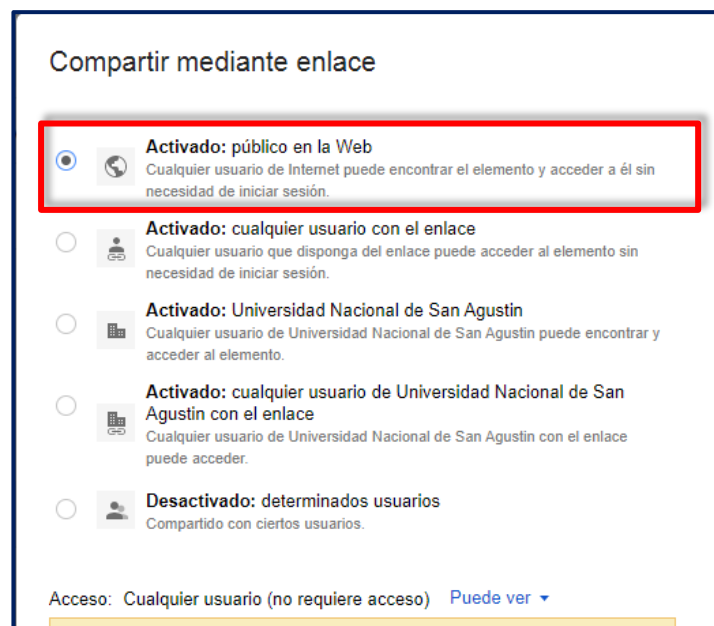 Compartir mediante enlace
Activado: público en la Web
Cualquier usuario de Internet puede encontrar el elemento y acceder a él sin
necesidad de iniciar sesión.
Activado: cualquier usuario con el enlace
Cualquier usuario que disponga del enlace puede acceder al elemento sin
necesidad de iniciar sesión.
Activado: Universidad Nacional de San Agustin
Cualquier usuario de Universidad Nacional de San Agustin puede encontrar y
acceder al elemento.
Activado: cualquier usuario de Universidad Nacional de San
Agustin con el enlace
Cualquier usuario de Universidad Nacional de San Agustin con el enlace
puede acceder.
Desactivado: determinados usuarios
Compartido con ciertos usuarios.
Acceso: Cualquier usuario (no requiere acceso) Puede ver